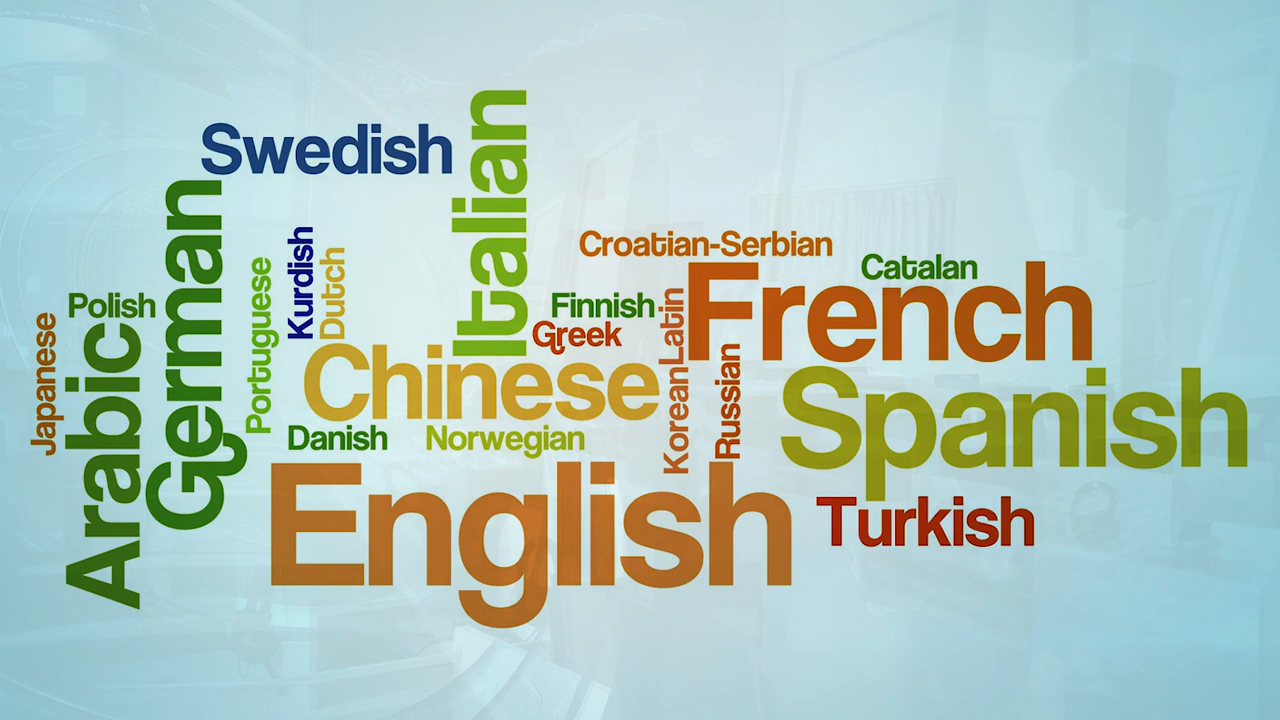 Swedish
Italian
German
Kurdish
Croatian-Serbian
Dutch
Portuguese
Catalan
French
Polish
Finnish
Latin
Japanese
Arabic
Greek
Chinese
Korean
Russian
Spanish
Danish
Norwegian
English
Turkish